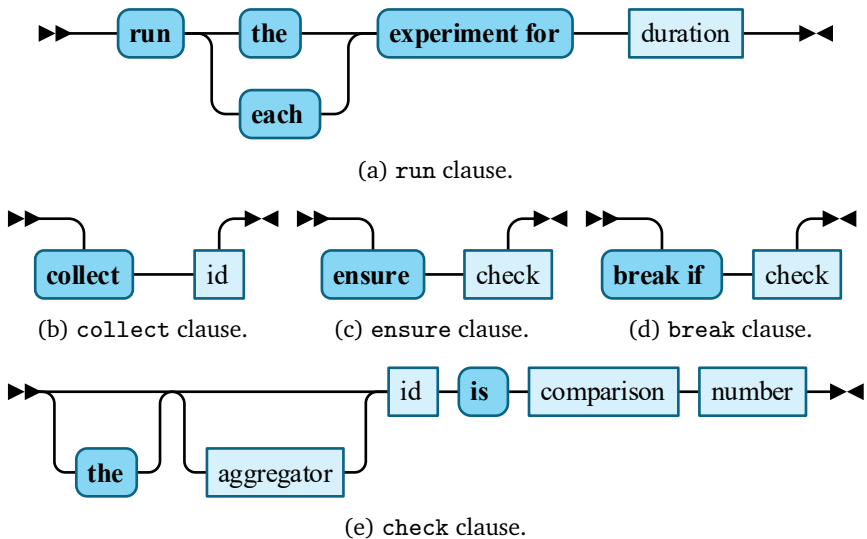 run the experiment for duration
each
(a) run clause.
collect id
ensure check
break if check
(b) collect clause.
(c) ensure clause.
(d) break clause.
id is comparison number
the aggregator
(e) check clause.